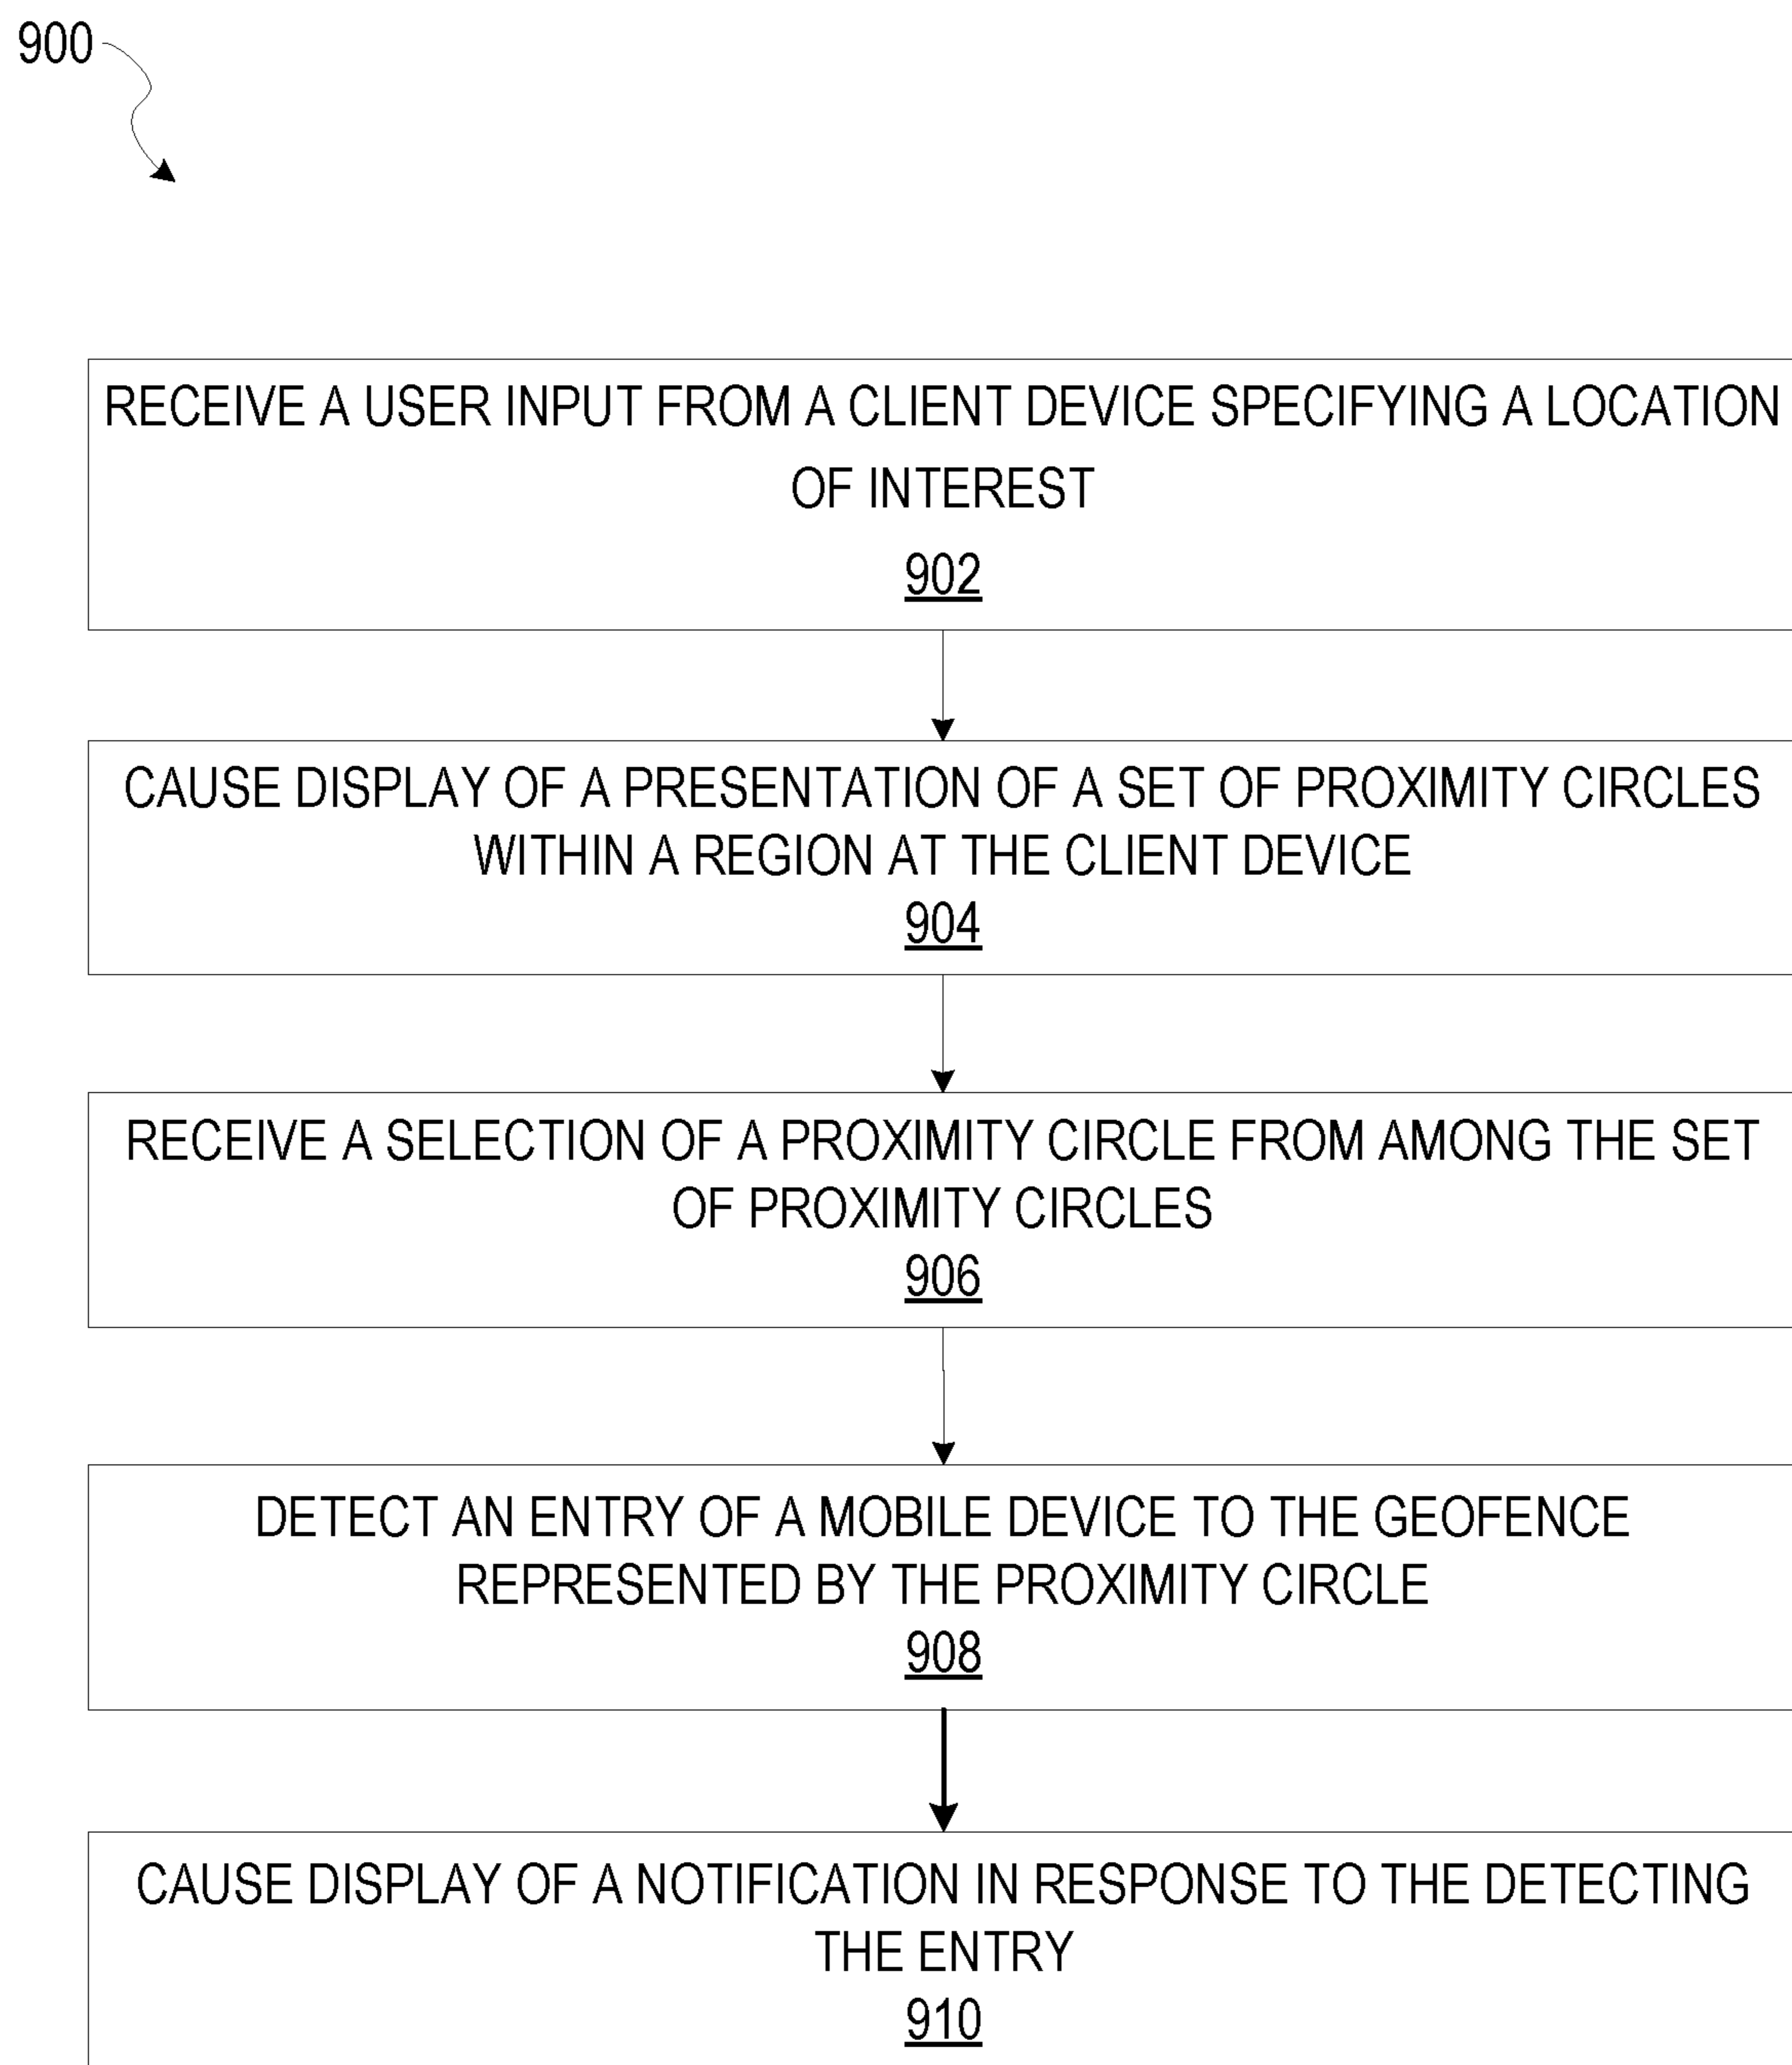 900
RECEIVE A USER INPUT FROM A CLIENT DEVICE SPECIFYING A LOCATION
OF INTEREST
902
CAUSE DISPLAY OF A PRESENTATION OF A SET OF PROXIMITY CIRCLES
WITHIN A REGION AT THE CLIENT DEVICE
904
RECEIVE A SELECTION OF A PROXIMITY CIRCLE FROM AMONG THE SET
OF PROXIMITY CIRCLES
906
DETECT AN ENTRY OF A MOBILE DEVICE TO THE GEOFENCE
REPRESENTED BY THE PROXIMITY CIRCLE
908
CAUSE DISPLAY OF A NOTIFICATION IN RESPONSE TO THE DETECTING
THE ENTRY
910